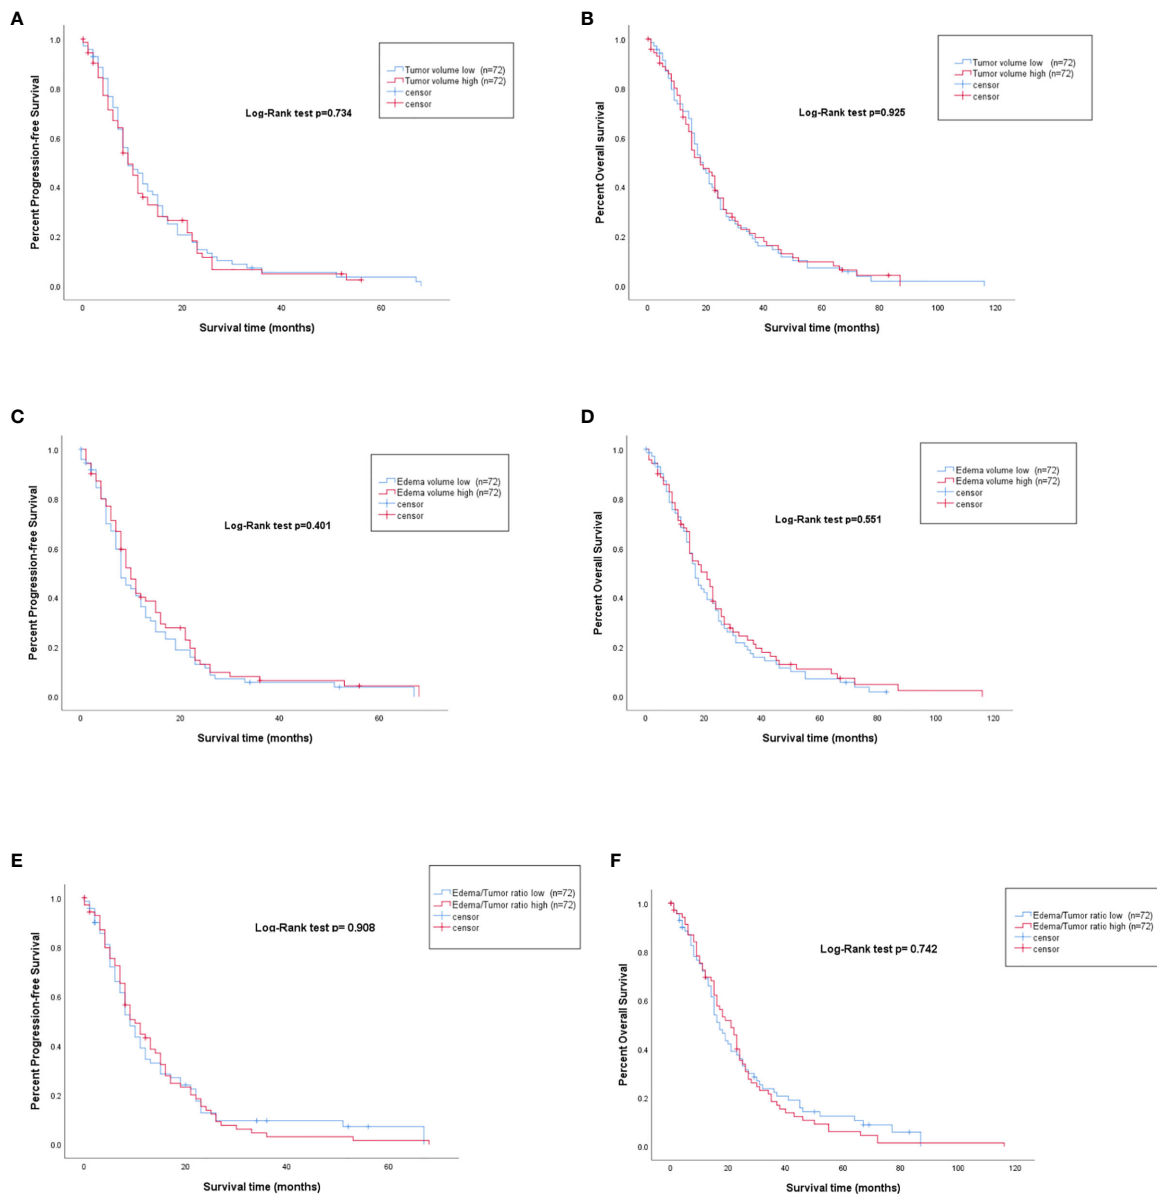 A
Percent Progression-free Survival
1.0
0.8
0.6
0.4
0.2
0.0
0
20
40
60
Survival time (months)
Log-Rank test p=0.734
Tumor volume low (n=72)
Tumor volume high (n=72)
censor
censor
B
Percent Overall survival
1.0
0.8
0.6
0.4
0.2
0.0
0
20
40
60
80
100
120
Survival time (months)
Log-Rank test p=0.925
Tumor volume low (n=72)
Tumor volume high (n=72)
censor
censor
C
Percent Progression-free Survival
1.0
0.8
0.6
0.4
0.2
0.0
0
20
40
60
Survival time (months)
Log-Rank test p=0.401
Edema volume low (n=72)
Edema volume high (n=72)
censor
censor
D
Percent Overall Survival
1.0
0.8
0.6
0.4
0.2
0.0
0
20
40
60
80
100
120
Survival time (months)
Log-Rank test p=0.551
Edema volume low (n=72)
Edema volume high (n=72)
censor
censor
E
Percent Progression-free Survival
1.0
0.8
0.6
0.4
0.2
0.0
0
20
40
60
Survival time (months)
Log-Rank test p= 0.908
Edema/Tumor ratio low (n=72)
Edema/Tumor ratio high (n=72)
censor
censor
F
Percent Overall Survival
1.0
0.8
0.6
0.4
0.2
0.0
0
20
40
60
80
100
120
Survival time (months)
Log-Rank test p= 0.742
Edema/Tumor ratio low (n=72)
Edema/Tumor ratio high (n=72)
censor
censor